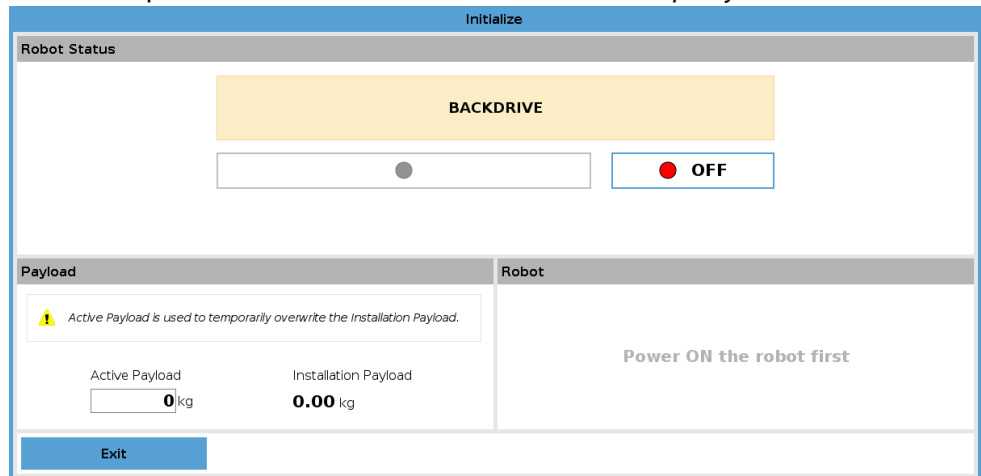 Initialize
Robot Status
BACKDRIVE
OFF
Payload
Robot
Active Payload is used to temporarily overwrite the Installation Payload.
Power ON the robot first
Active Payload
Installation Payload
0 kg
0.00 kg
Exit